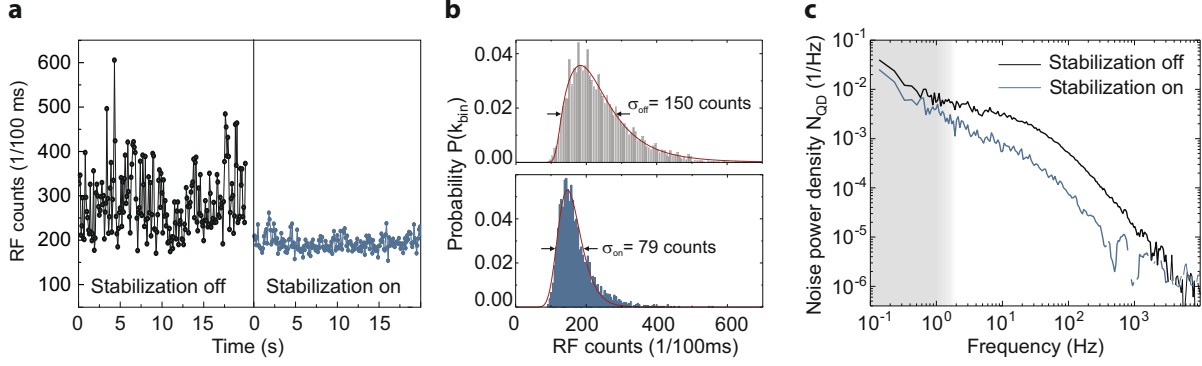 a
RF counts (1/100 ms)
600
500
400
300
200
100
Stabilization off
Stabilization on
0
5
10
15
0
5
10
15
Time (s)
b
Probability P(k_bin)
0.04
0.02
0.00
σ_off = 150 counts
0.04
0.02
0.00
σ_on = 79 counts
0
200
400
600
RF counts (1/100ms)
c
Noise power density N_QD (1/Hz)
10^-1
10^-2
10^-3
10^-4
10^-5
10^-6
Stabilization off
Stabilization on
10^-1
10^0
10^1
10^2
10^3
Frequency (Hz)